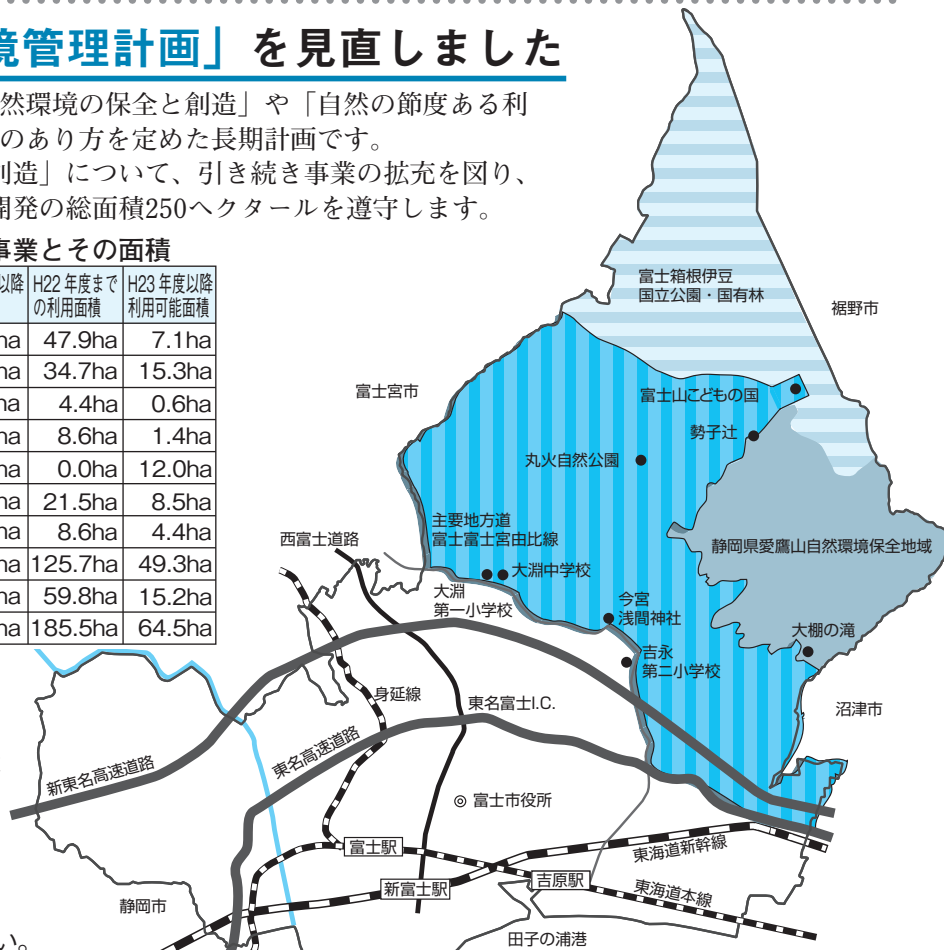 境管理計画」を見直しました
然環境の保全と創造」や「自然の節度ある利
のあり方を定めた長期計画です。
創造」について、引き続き事業の拡充を図り、
開発の総面積250ヘクタールを遵守します。
事業とその面積
以降 H22年度まで の利用面積 H23年度以降 利用可能面積
ha 47.9ha 7.1ha
ha 34.7ha 15.3ha
ha 4.4ha 0.6ha
ha 8.6ha 1.4ha
ha 0.0ha 12.0ha
ha 21.5ha 8.5ha
ha 8.6ha 4.4ha
ha 125.7ha 49.3ha
ha 59.8ha 15.2ha
ha 185.5ha 64.5ha
富士箱根伊豆
国立公園・国有林
裾野市
富士宮市
富士山こどもの国
勢子辻
丸火自然公園
主要地方道
富士富士宮由比線
西富士道路
静岡県愛鷹山自然環境保全地域
大淵中学校
大淵
第一小学校
今宮
浅間神社
大棚の滝
吉永
第二小学校
身延線
東名富士I.C.
沼津市
新東名高速道路
東名高速道路
◎ 富士市役所
富士駅
東海道新幹線
新富士駅
吉原駅
東海道本線
静岡市
田子の浦港
い。